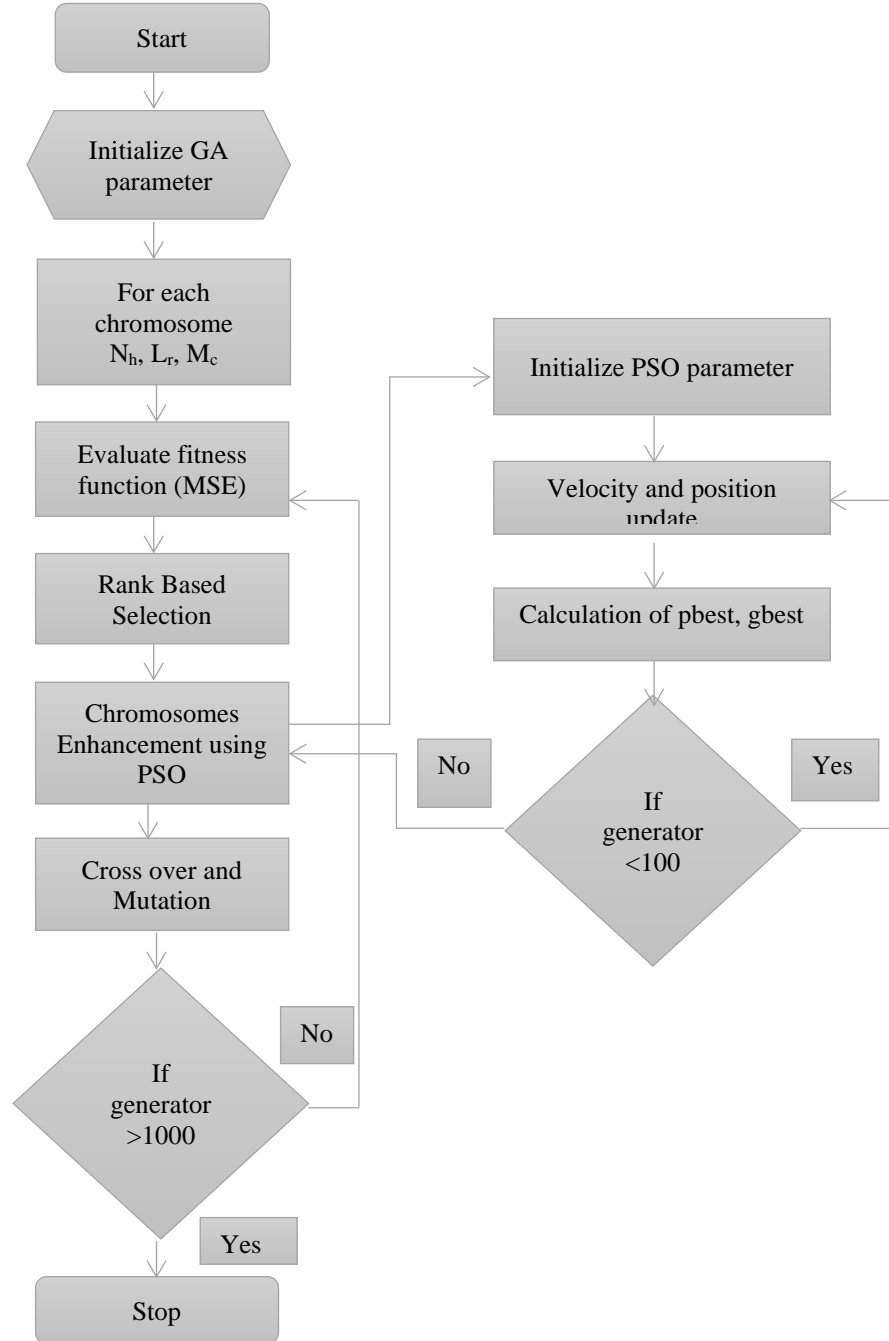 Start
Initialize GA
parameter
For each
chromosome
Nₕ, Lᵣ, M꜀
Evaluate fitness
function (MSE)
Rank Based
Selection
Chromosomes
Enhancement using
PSO
Cross over and
Mutation
If
generator
>1000
No
Yes
Stop
Initialize PSO parameter
Velocity and position
update
Calculation of pbest, gbest
If
generator
<100
No
Yes